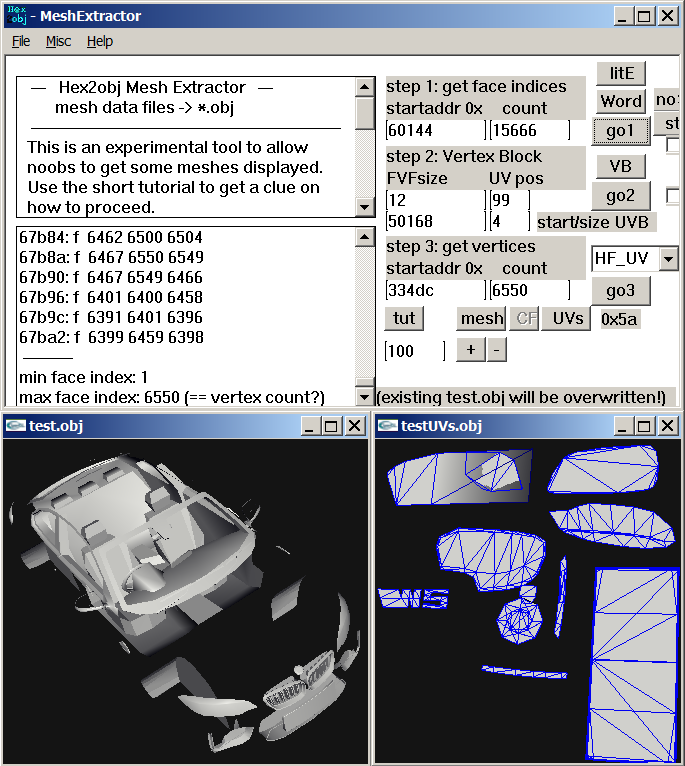 Hex obj - MeshExtractor
File Misc Help
— Hex2obj Mesh Extractor —
mesh data files -> *.obj
This is an experimental tool to allow
noobs to get some meshes displayed.
Use the short tutorial to get a clue on
how to proceed.
67b84: f 6462 6500 6504
67b8a: f 6467 6550 6549
67b90: f 6467 6549 6466
67b96: f 6401 6400 6458
67b9c: f 6391 6401 6396
67ba2: f 6399 6459 6398
min face index: 1
max face index: 6550 (== vertex count?)
step 1: get face indices
startaddr 0x count
60144 15666
litE
Word
no
go1
st
step 2: Vertex Block
FVFsize UV pos
12 99
50168 4 start/size UVB
VB
go2
step 3: get vertices
startaddr 0x count
334dc 6550
HF_UV
go3
tut mesh CF UVs 0x5a
100 + -
(existing test.obj will be overwritten!)
test.obj
testUVs.obj